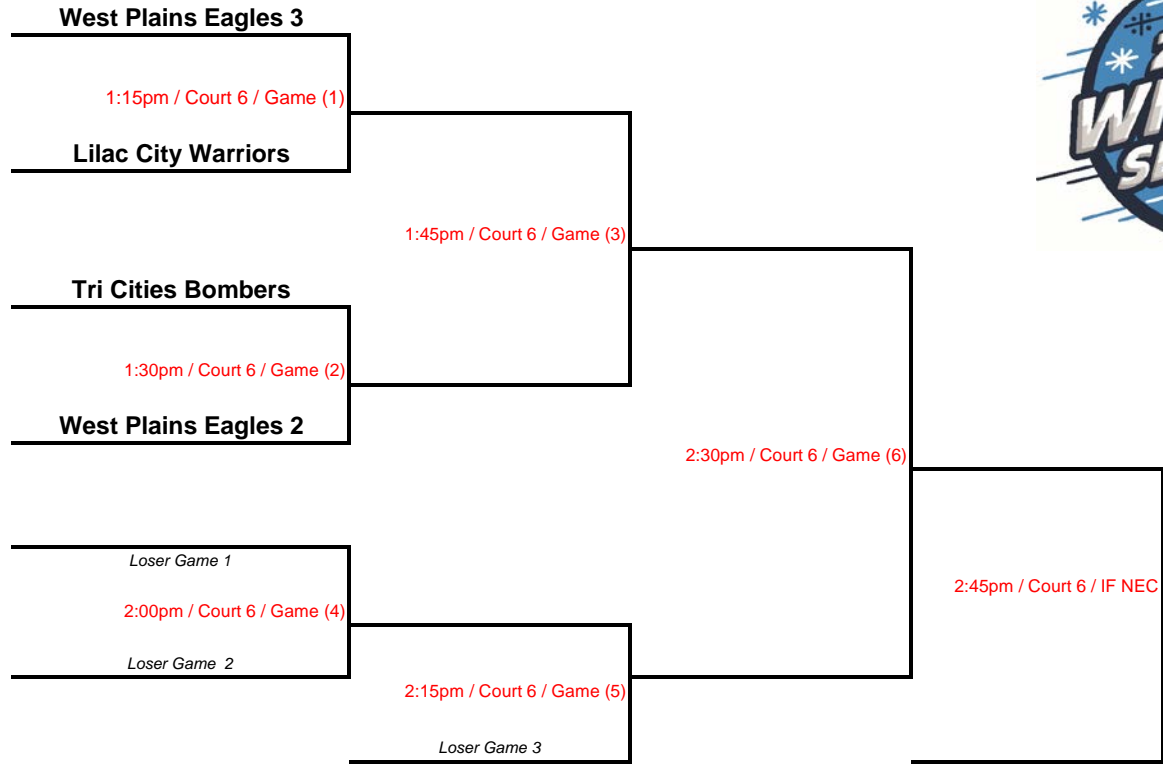 West Plains Eagles 3
1:15pm / Court 6 / Game (1)
Lilac City Warriors
1:45pm / Court 6 / Game (3)
Tri Cities Bombers
1:30pm / Court 6 / Game (2)
West Plains Eagles 2
2:30pm / Court 6 / Game (6)
Loser Game 1
2:45pm / Court 6 / IF NEC
2:00pm / Court 6 / Game (4)
Loser Game 2
2:15pm / Court 6 / Game (5)
Loser Game 3